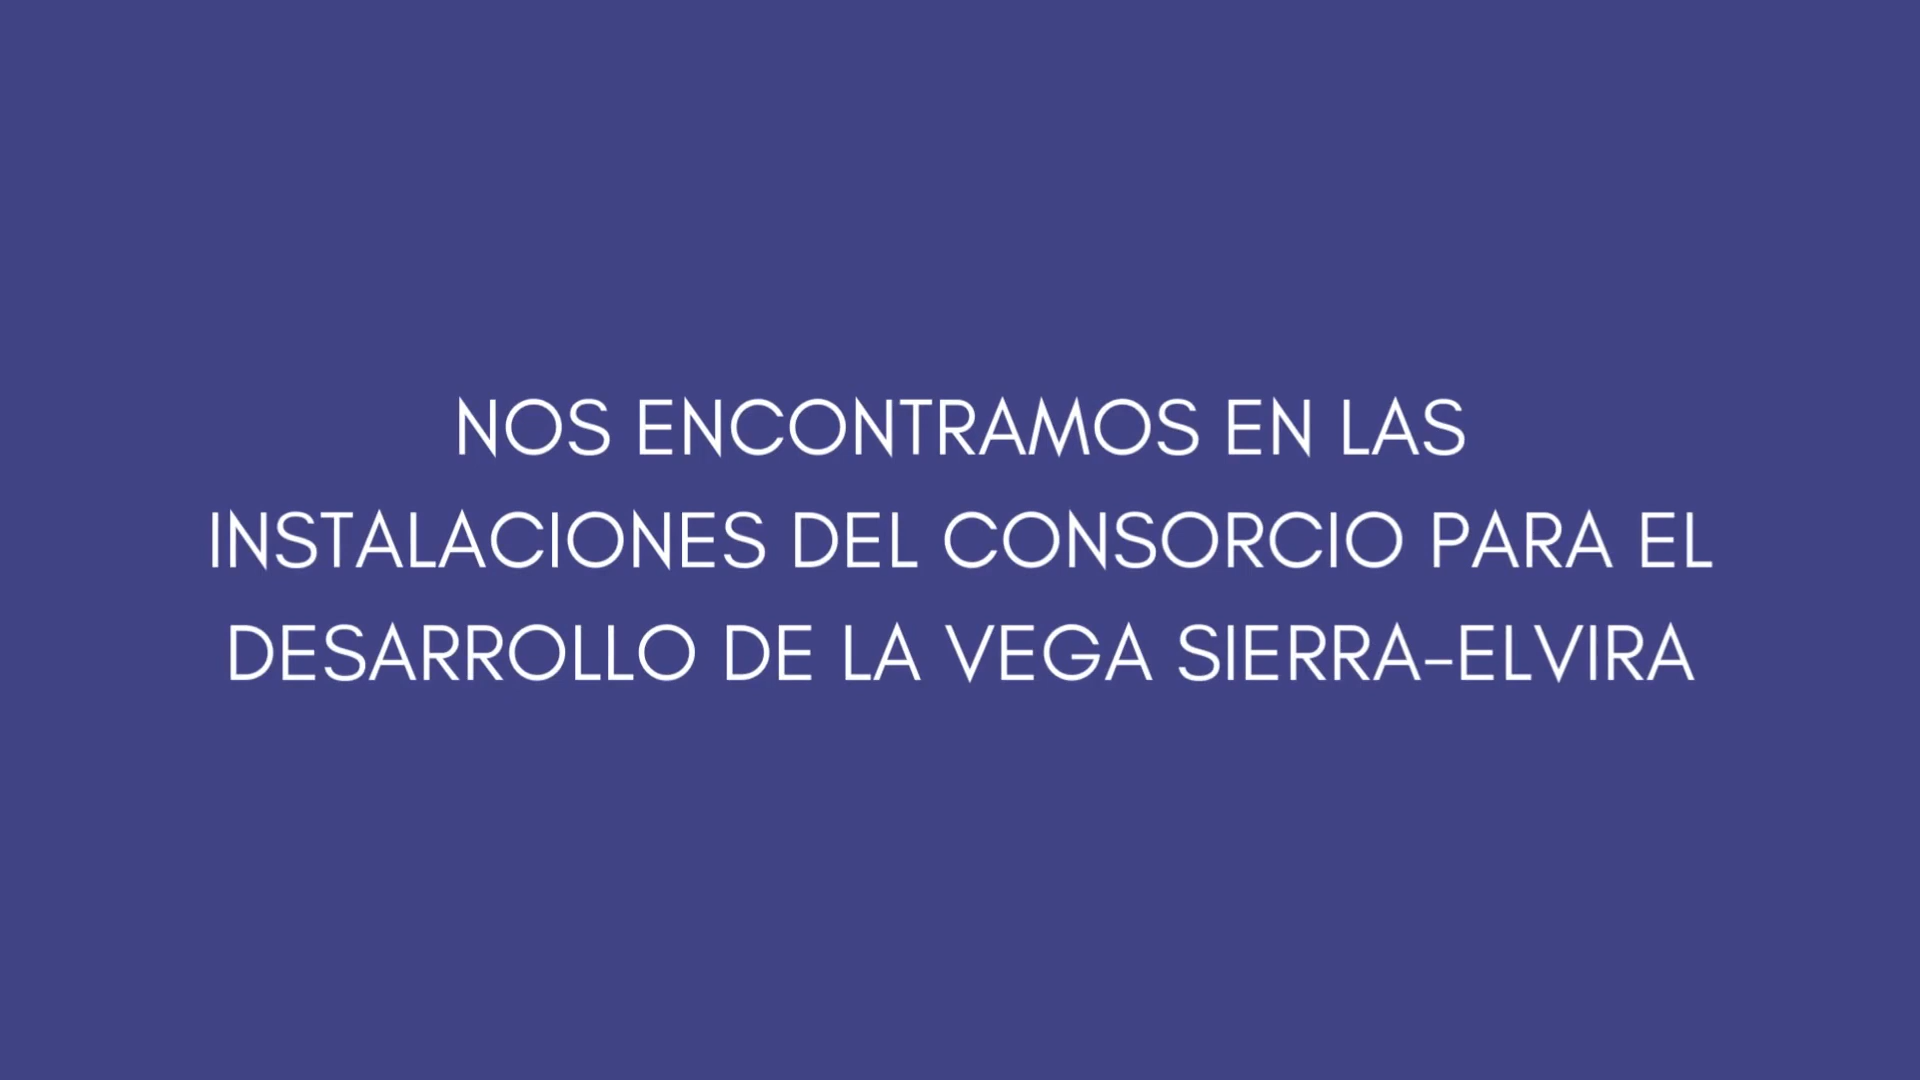 NOS ENCONTRAMOS EN LAS
INSTALACIONES DEL CONSORCIO PARA EL
DESARROLLO DE LA VEGA SIERRA-ELVIRA